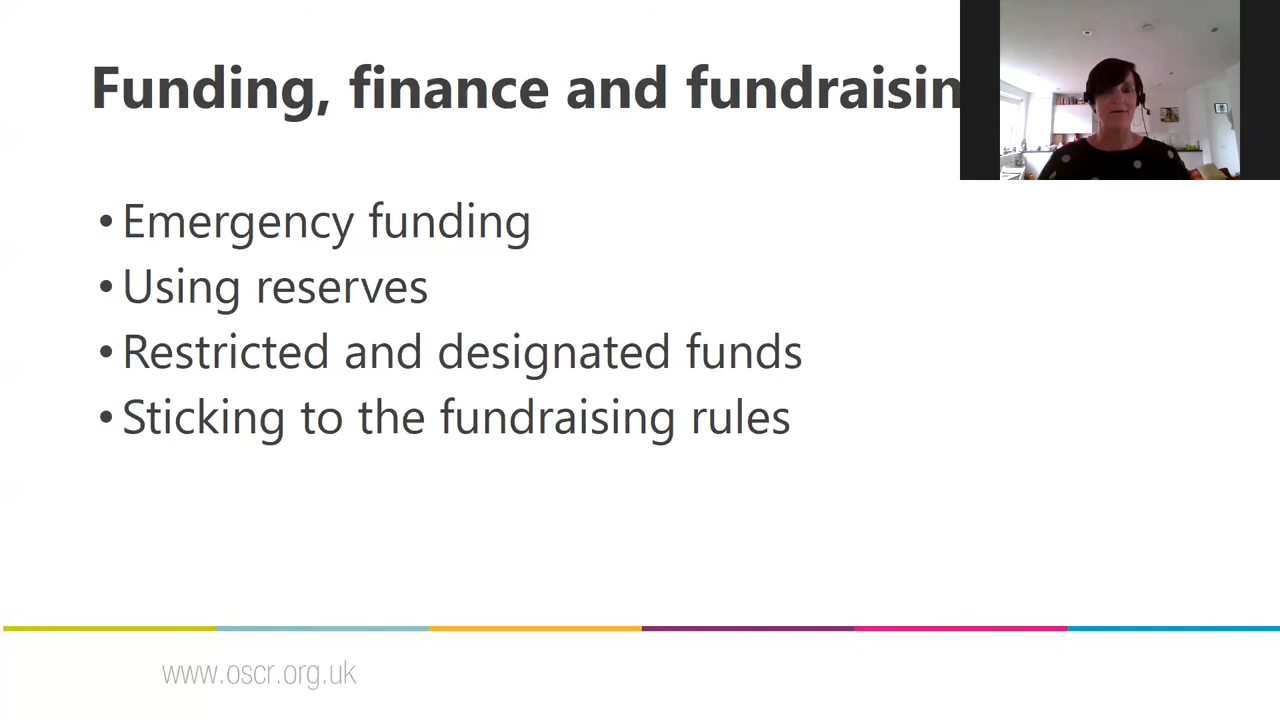 Funding, finance and fundraisin
• Emergency funding
• Using reserves
• Restricted and designated funds
• Sticking to the fundraising rules
www.oscr.org.uk